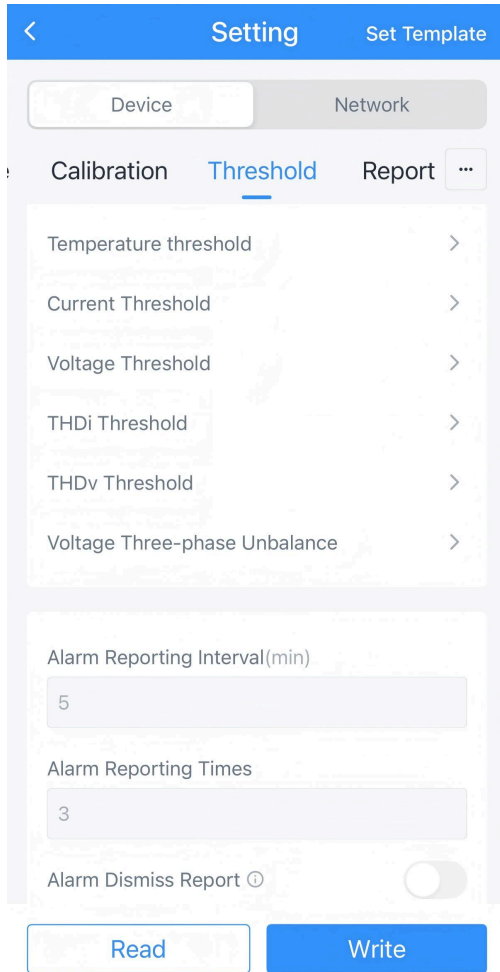 Setting
Set Template
Device
Network
Calibration
Threshold
Report
Temperature threshold
Current Threshold
Voltage Threshold
THDi Threshold
THDv Threshold
Voltage Three-phase Unbalance
Alarm Reporting Interval(min)
5
Alarm Reporting Times
3
Alarm Dismiss Report
Read
Write